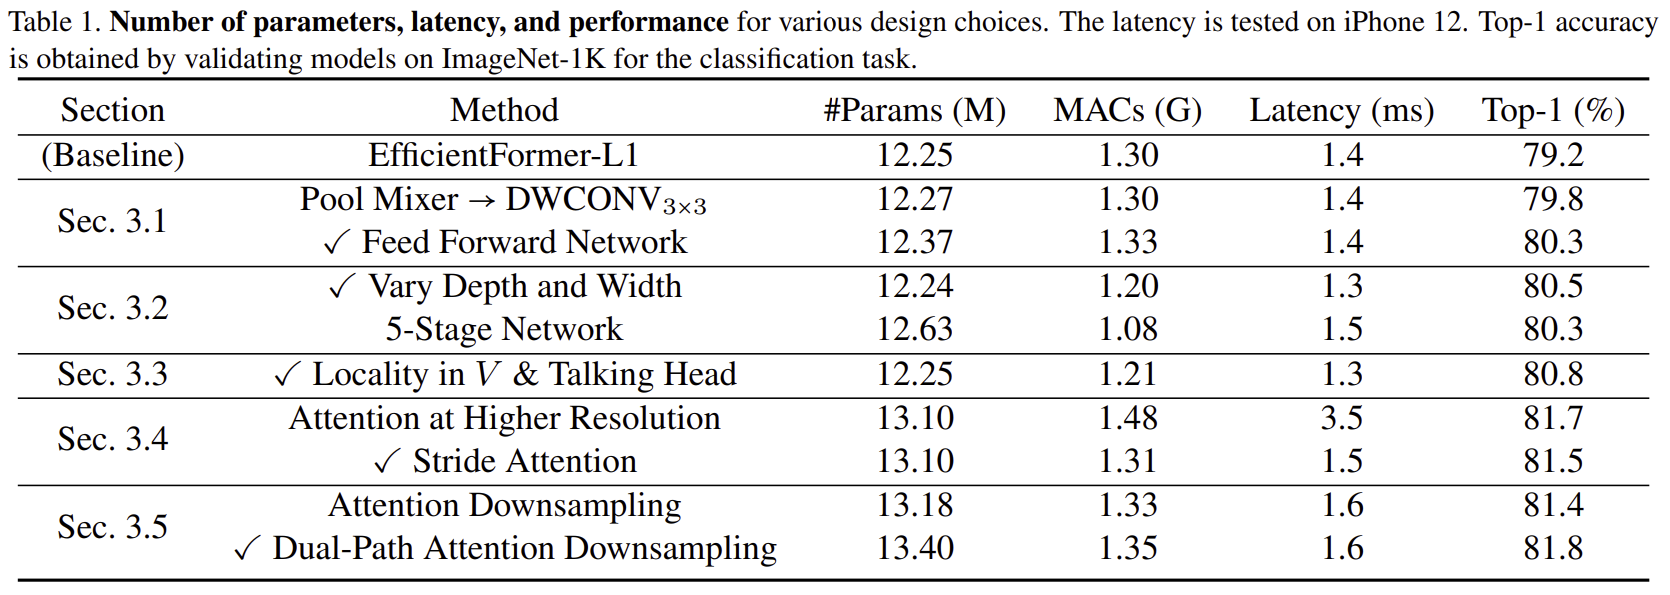 Table 1. Number of parameters, latency, and performance for various design choices. The latency is tested on iPhone 12. Top-1 accuracy
is obtained by validating models on ImageNet-1K for the classification task.
Section Method #Params (M) MACs (G) Latency (ms) Top-1 (%)
(Baseline) EfficientFormer-L1 12.25 1.30 1.4 79.2
Sec. 3.1 Pool Mixer → DWCONV₃ₓ₃ 12.27 1.30 1.4 79.8
✓ Feed Forward Network 12.37 1.33 1.4 80.3
Sec. 3.2 ✓ Vary Depth and Width 12.24 1.20 1.3 80.5
5-Stage Network 12.63 1.08 1.5 80.3
Sec. 3.3 ✓ Locality in V & Talking Head 12.25 1.21 1.3 80.8
Sec. 3.4 Attention at Higher Resolution 13.10 1.48 3.5 81.7
✓ Stride Attention 13.10 1.31 1.5 81.5
Sec. 3.5 Attention Downsampling 13.18 1.33 1.6 81.4
✓ Dual-Path Attention Downsampling 13.40 1.35 1.6 81.8